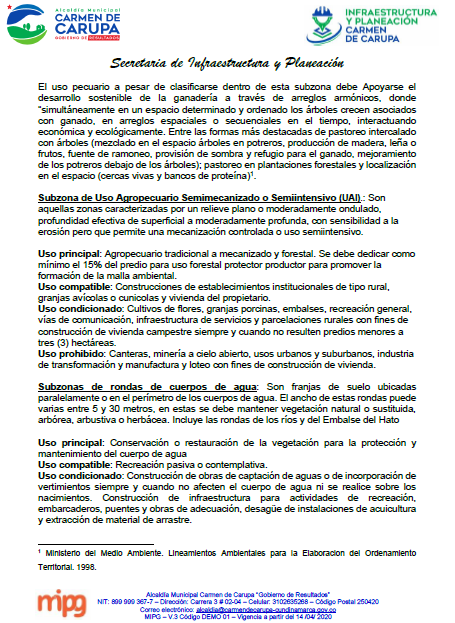 Alcaldía Municipal
CARMEN DE
CARUPA
GOBIERNO DE RESULTADOS
INFRAESTRUCTURA
Y PLANEACIÓN
CARMEN
DE CARUPA
Secretaria de Infraestructura y Planeación
El uso pecuario a pesar de clasificarse dentro de esta subzona debe Apoyarse el
desarrollo sostenible de la ganadería a través de arreglos armónicos, donde
"simultáneamente en un espacio determinado y ordenado los árboles crecen asociados
con ganado, en arreglos espaciales o secuenciales en el tiempo, interactuando
económica y ecológicamente. Entre las formas más destacadas de pastoreo intercalado
con árboles (mezclado en el espacio árboles en potreros, producción de madera, leña o
frutos, fuente de ramoneo, provisión de sombra y refugio para el ganado, mejoramiento
de los potreros debajo de los árboles); pastoreo en plantaciones forestales y localización
en el espacio (cercas vivas y bancos de proteína)¹.
Subzona de Uso Agropecuario Semimecanizado o Semiintensivo (UAI).: Son
aquellas zonas caracterizadas por un relieve plano o moderadamente ondulado,
profundidad efectiva de superficial a moderadamente profunda, con sensibilidad a la
erosión pero que permite una mecanización controlada o uso semiintensivo.
Uso principal: Agropecuario tradicional a mecanizado y forestal. Se debe dedicar como
mínimo el 15% del predio para uso forestal protector productor para promover la
formación de la malla ambiental.
Uso compatible: Construcciones de establecimientos institucionales de tipo rural,
granjas avícolas o cunicolas y vivienda del propietario.
Uso condicionado: Cultivos de flores, granjas porcinas, embalses, recreación general,
vías de comunicación, infraestructura de servicios y parcelaciones rurales con fines de
construcción de vivienda campestre siempre y cuando no resulten predios menores a
tres (3) hectáreas.
Uso prohibido: Canteras, minería a cielo abierto, usos urbanos y suburbanos, industria
de transformación y manufactura y loteo con fines de construcción de vivienda.
Subzonas de rondas de cuerpos de agua: Son franjas de suelo ubicadas
paralelamente o en el perímetro de los cuerpos de agua. El ancho de estas rondas puede
varias entre 5 y 30 metros, en estas se debe mantener vegetación natural o sustituida,
arbórea, arbustiva o herbácea. Incluye las rondas de los ríos y del Embalse del Hato
Uso principal: Conservación o restauración de la vegetación para la protección y
mantenimiento del cuerpo de agua
Uso compatible: Recreación pasiva o contemplativa.
Uso condicionado: Construcción de obras de captación de aguas o de incorporación de
vertimientos siempre y cuando no afecten el cuerpo de agua ni se realice sobre los
nacimientos. Construcción de infraestructura para actividades de recreación,
embarcaderos, puentes y obras de adecuación, desagüe de instalaciones de acuicultura
y extracción de material de arrastre.
¹ Ministerio del Medio Ambiente. Lineamientos Ambientales para la Elaboracion del Ordenamiento
Territorial. 1998.
mipg
Alcaldía Municipal Carmen de Carupa "Gobierno de Resultados"
NIT: 899 999 367-7 – Dirección: Carrera 3 # 02-04 – Celular: 3102635268 – Código Postal 250420
Correo electrónico: alcaldia@carmendecarupa-cundinamarca.gov.co
MIPG – V.3 Código DEMO 01 – Vigencia a partir del 14 /04/ 2020